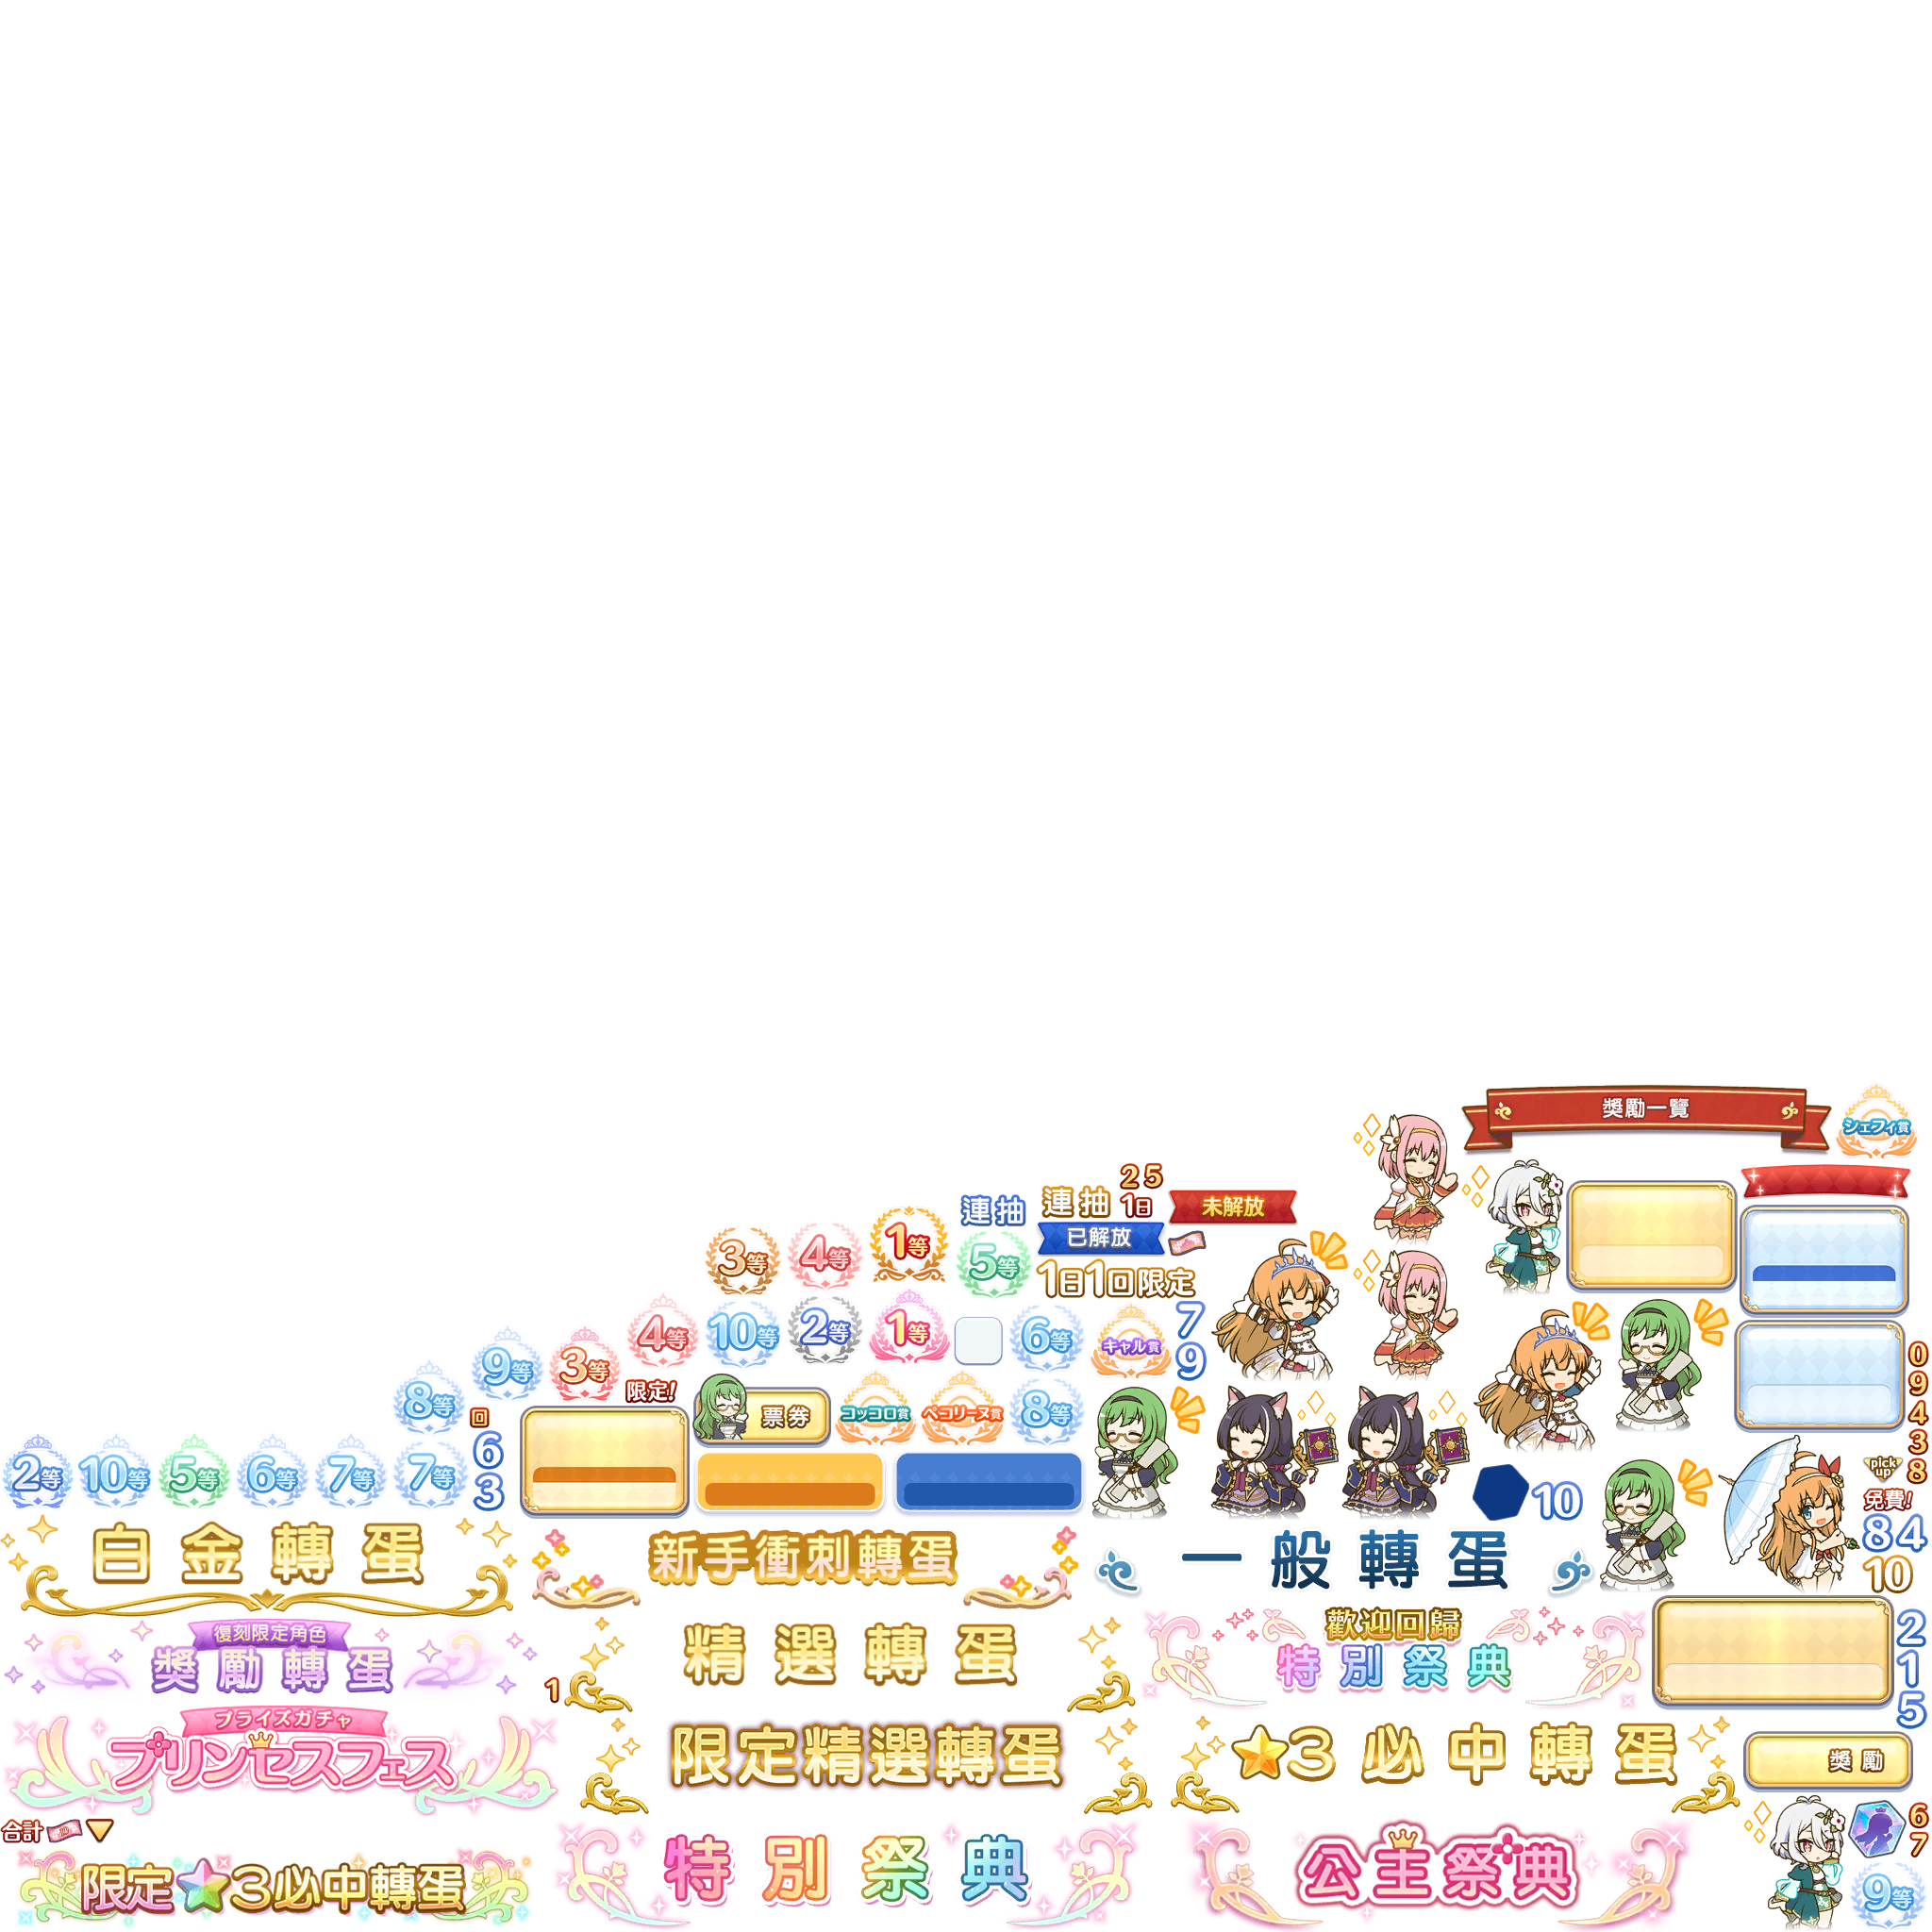 獎勵一覽
シェフィ賞
25
連抽
連抽
1日
未解放
已解放
3等
4等
1等
5等
1日1回限定
4等
10等
2等
1等
6等
キャル賞
7
9
9等
3等
8等
限定!
票券
コッコロ賞
ペコリーヌ賞
8等
回
6
3
2等
10等
5等
6等
7等
7等
10
0
9
4
3
8
pick up
免費!
84
10
白金轉蛋
新手衝刺轉蛋
一般轉蛋
復刻限定角色
獎勵轉蛋
1
精選轉蛋
歡迎回歸
特別祭典
2
1
5
プライズガチャ
プリンセスフェス
限定精選轉蛋
★3必中轉蛋
獎勵
合計
限定★3必中轉蛋
特別祭典
公主祭典
6
7
9等